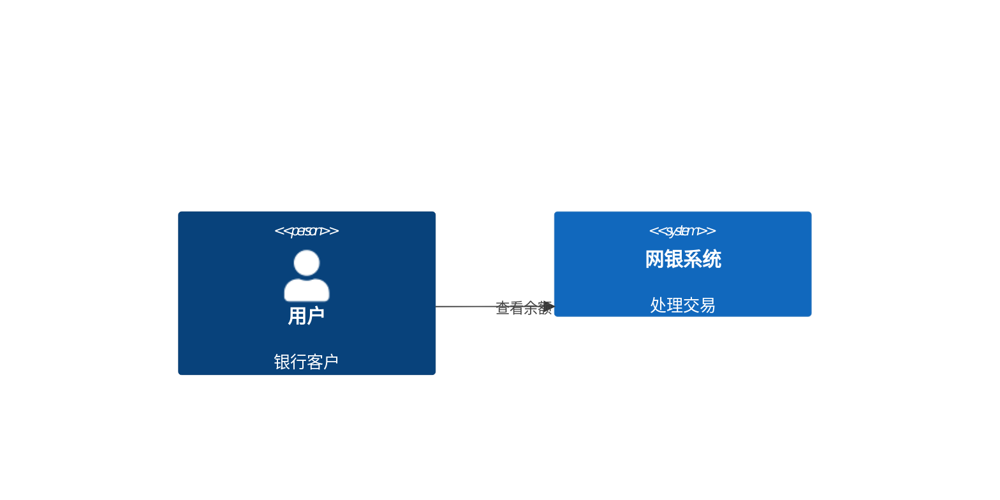 <<person>>
用户
银行客户
查看余额
<<system>>
网银系统
处理交易